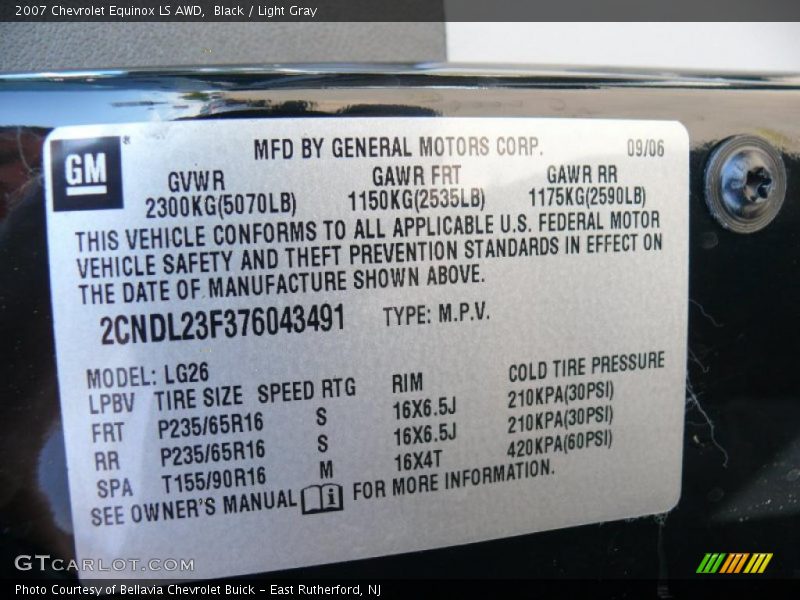 2007 Chevrolet Equinox LS AWD, Black / Light Gray
GM
MFD BY GENERAL MOTORS CORP. 09/06
GVWR GAWR FRT GAWR RR
2300KG(5070LB) 1150KG(2535LB) 1175KG(2590LB)
THIS VEHICLE CONFORMS TO ALL APPLICABLE U.S. FEDERAL MOTOR
VEHICLE SAFETY AND THEFT PREVENTION STANDARDS IN EFFECT ON
THE DATE OF MANUFACTURE SHOWN ABOVE.
2CNDL23F376043491 TYPE: M.P.V.
MODEL: LG26
LPBV TIRE SIZE SPEED RTG RIM COLD TIRE PRESSURE
FRT P235/65R16 S 16X6.5J 210KPA(30PSI)
RR P235/65R16 S 16X6.5J 210KPA(30PSI)
SPA T155/90R16 M 16X4T 420KPA(60PSI)
SEE OWNER'S MANUAL FOR MORE INFORMATION.
GTCARLOT.COM
Photo Courtesy of Bellavia Chevrolet Buick – East Rutherford, NJ